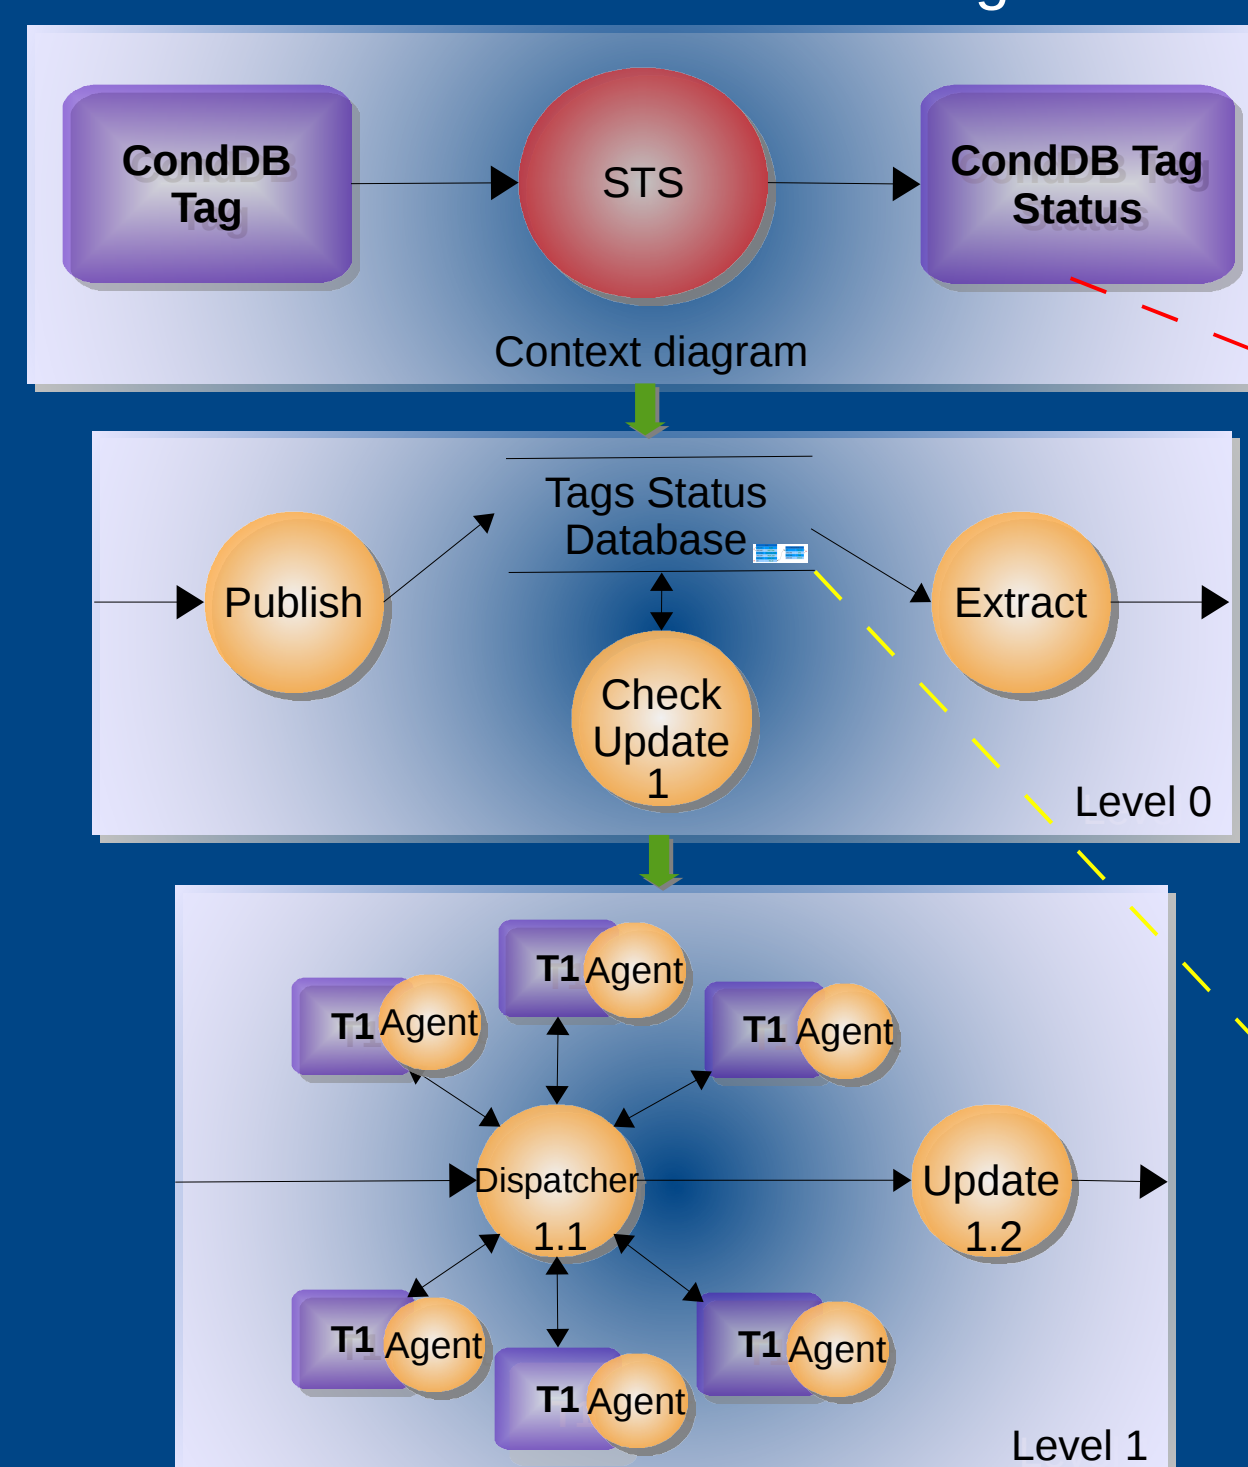 CondDB
Tag
STS
CondDB Tag
Status
Context diagram
Tags Status
Database
Publish
Extract
Check
Update
1
Level 0
T1 Agent
T1 Agent
T1 Agent
Dispatcher
1.1
Update
1.2
T1 Agent
T1 Agent
T1 Agent
Level 1